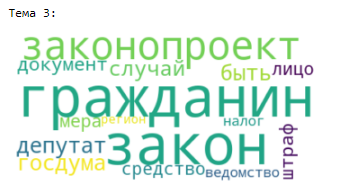 Тема 3:
законопроект
документ случай быть лицо
гражданин
мера регион налог
депутат закон штраф
госдума средство ведомство